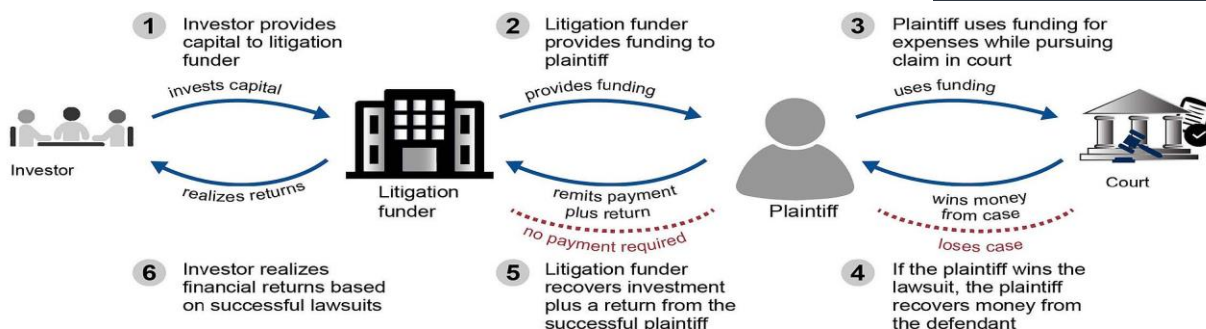 1 Investor provides
capital to litigation
funder
2 Litigation funder
provides funding to
plaintiff
3 Plaintiff uses funding for
expenses while pursuing
claim in court
invests capital
provides funding
uses funding
Investor
realizes returns
Litigation
funder
remits payment
plus return
no payment required
Plaintiff
wins money
from case
loses case
Court
6 Investor realizes
financial returns based
on successful lawsuits
5 Litigation funder
recovers investment
plus a return from the
successful plaintiff
4 If the plaintiff wins the
lawsuit, the plaintiff
recovers money from
the defendant